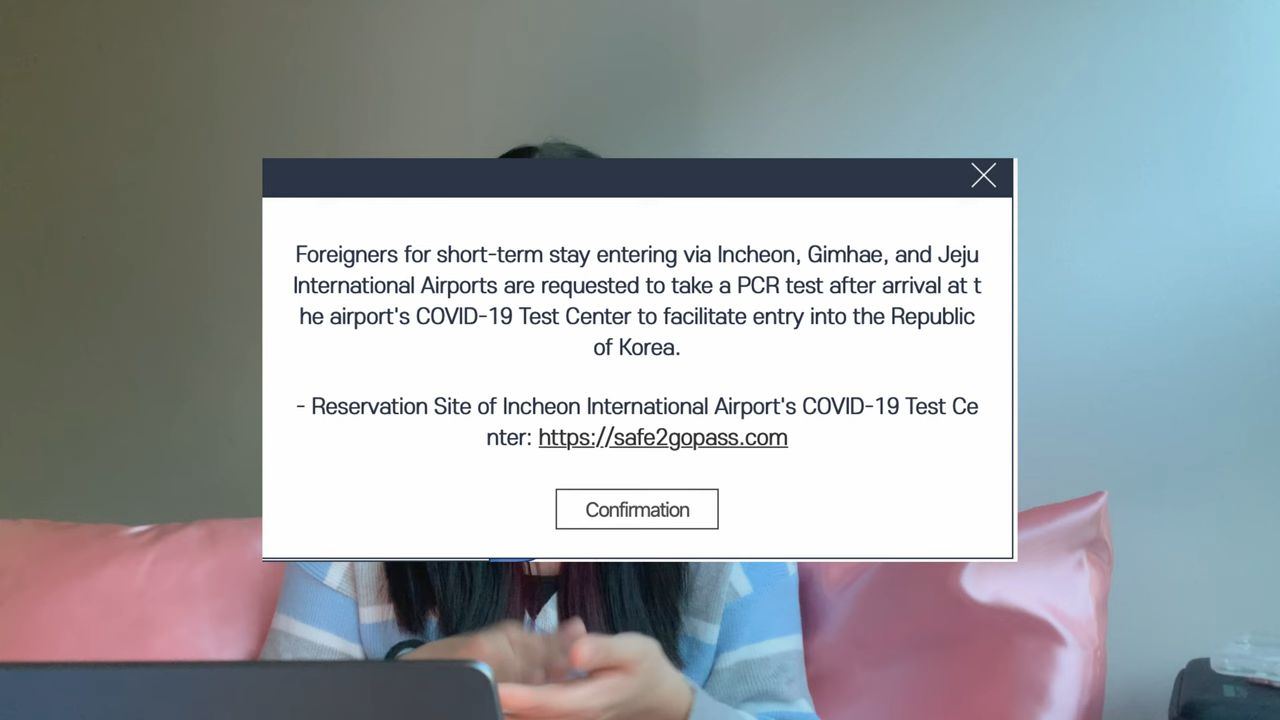 Foreigners for short-term stay entering via Incheon, Gimhae, and Jeju
International Airports are requested to take a PCR test after arrival at t
he airport's COVID-19 Test Center to facilitate entry into the Republic
of Korea.
- Reservation Site of Incheon International Airport's COVID-19 Test Ce
nter: https://safe2gopass.com
Confirmation